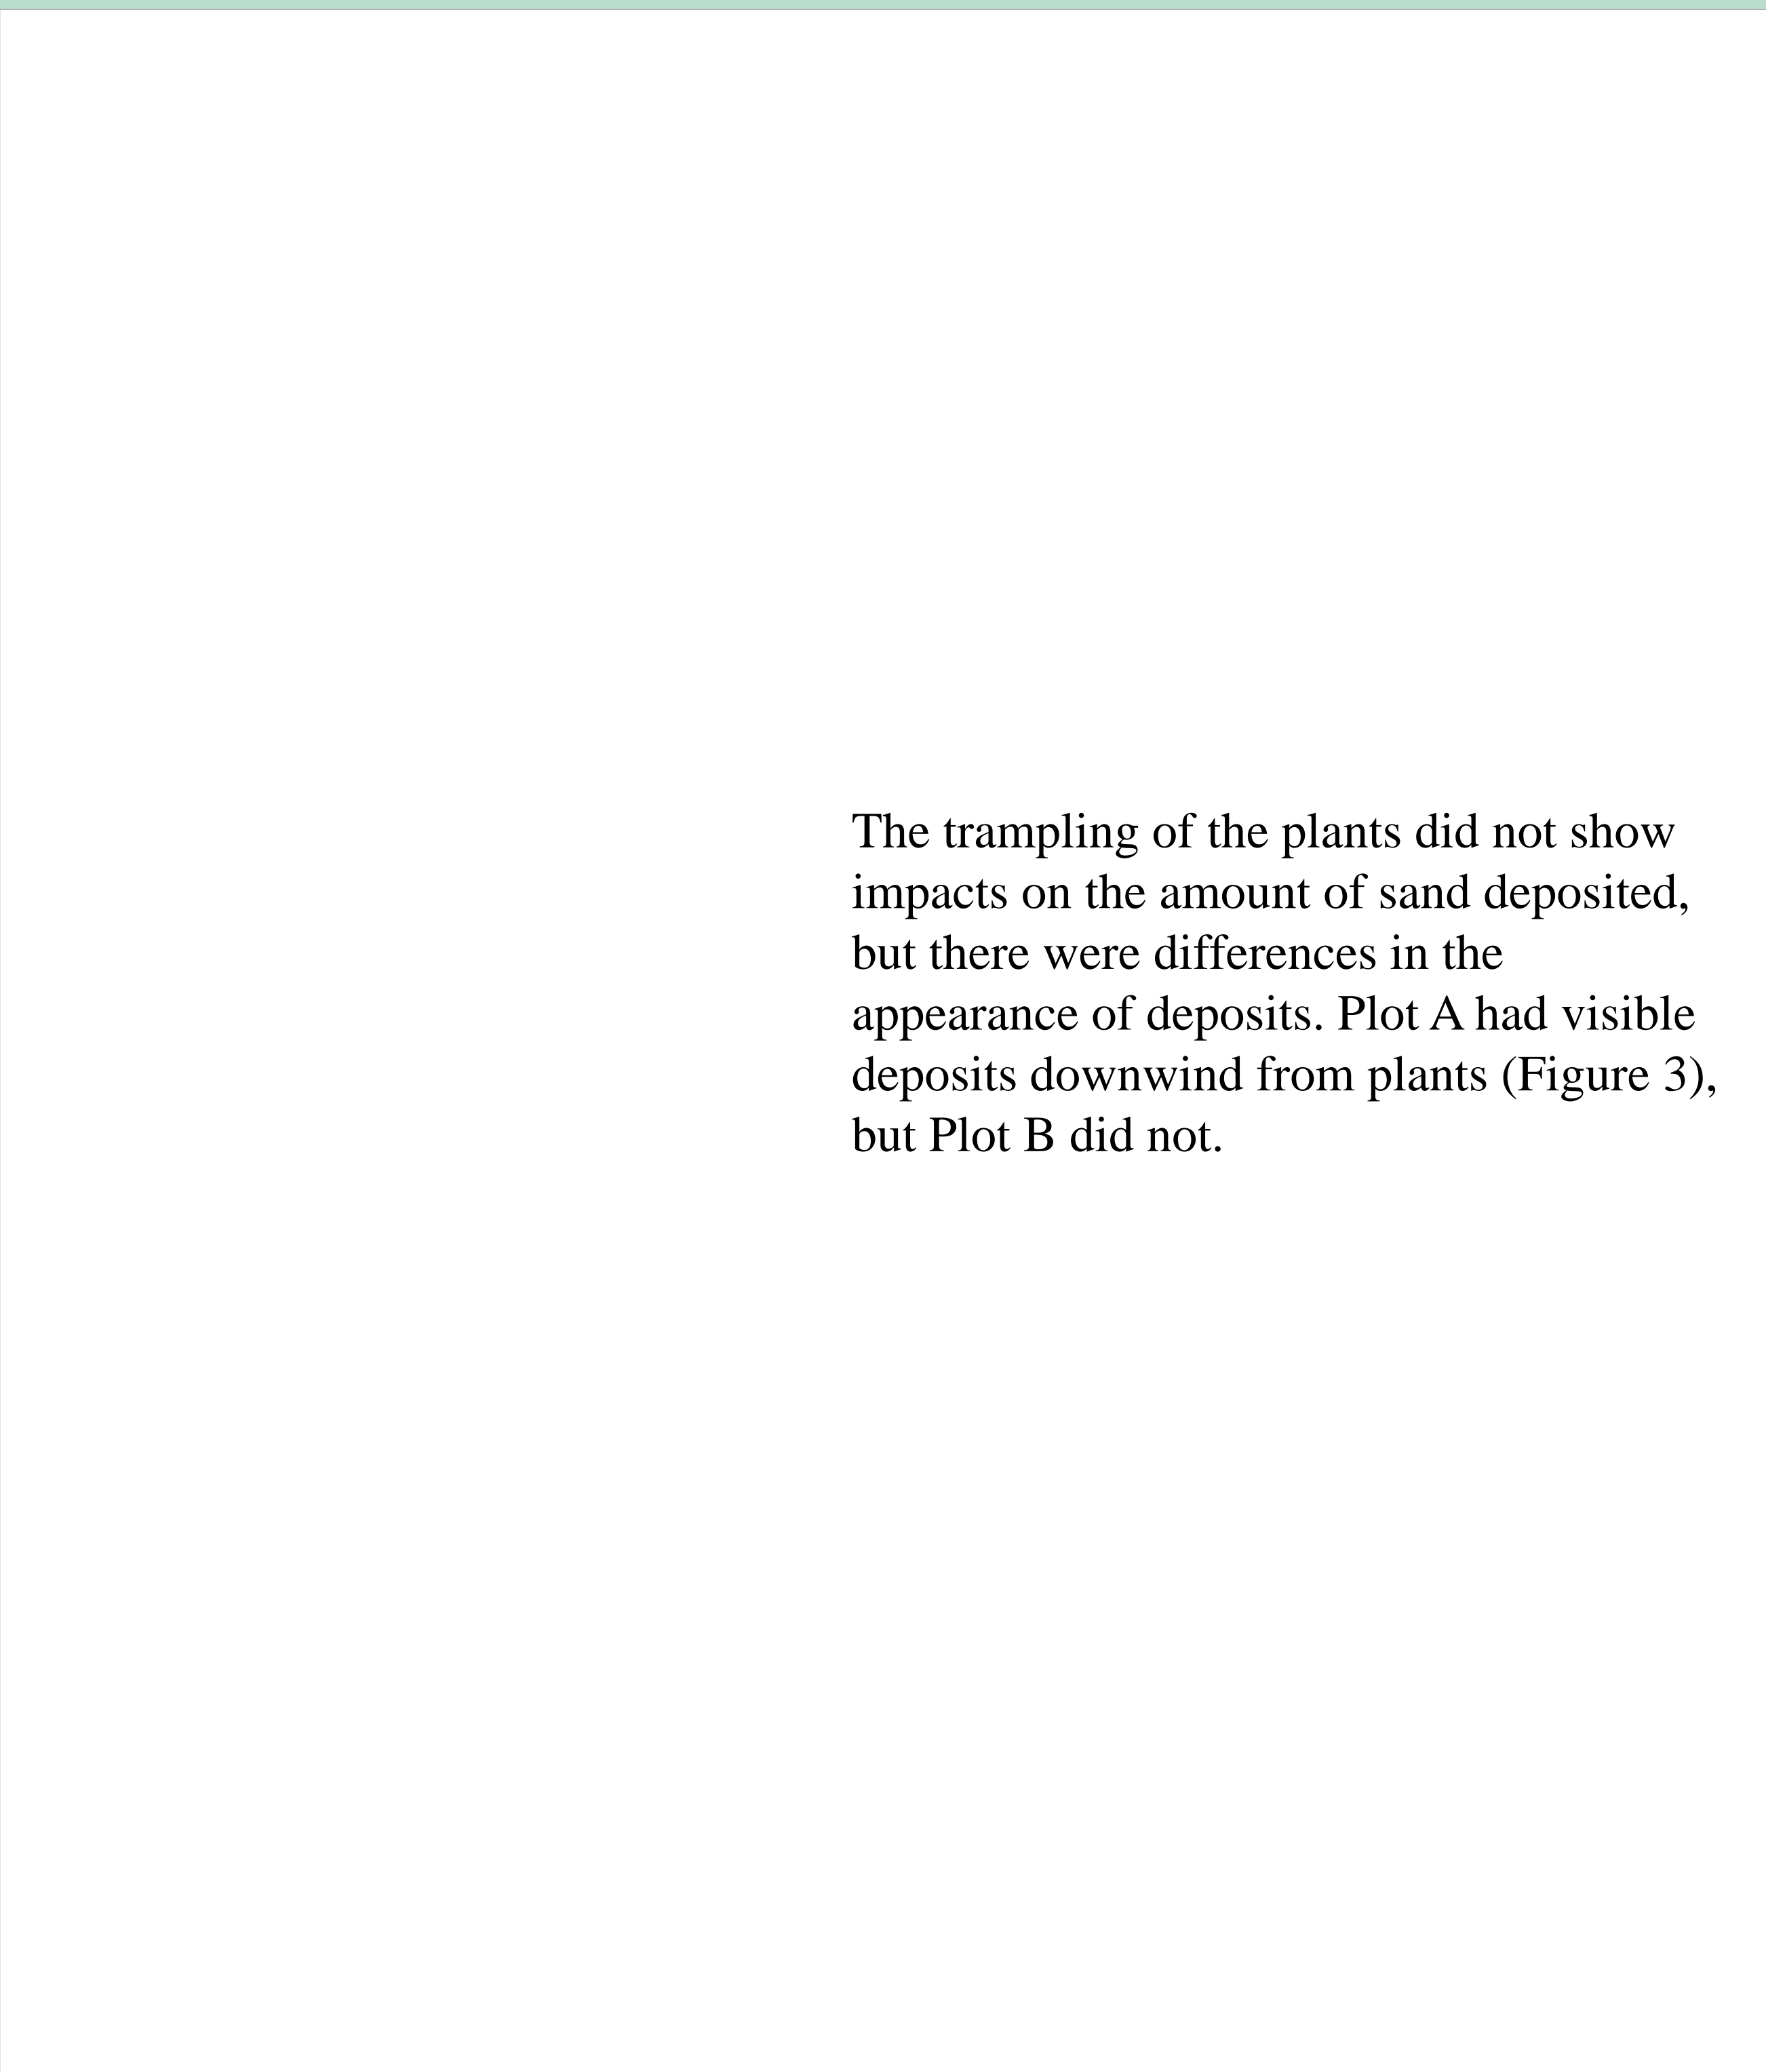 The trampling of the plants did not show
impacts on the amount of sand deposited,
but there were differences in the
appearance of deposits. Plot A had visible
deposits downwind from plants (Figure 3),
but Plot B did not.